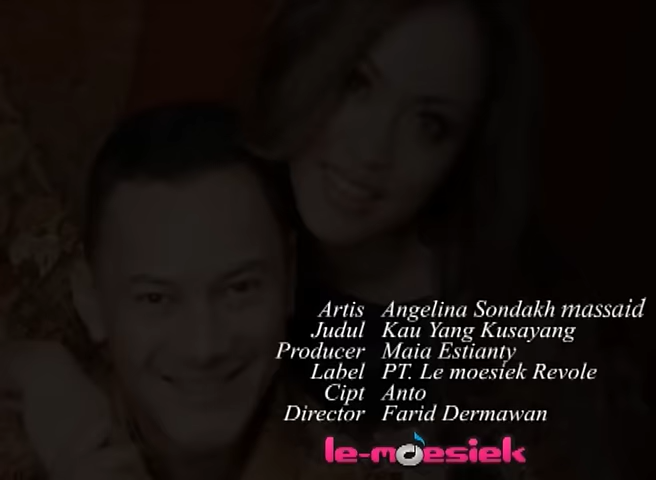 Artis Angelina Sondakh massaid
Judul Kau Yang Kusayang
Producer Maia Estianty
Label PT. Le moesiek Revole
Cipt Anto
Director Farid Dermawan
le-moesiek